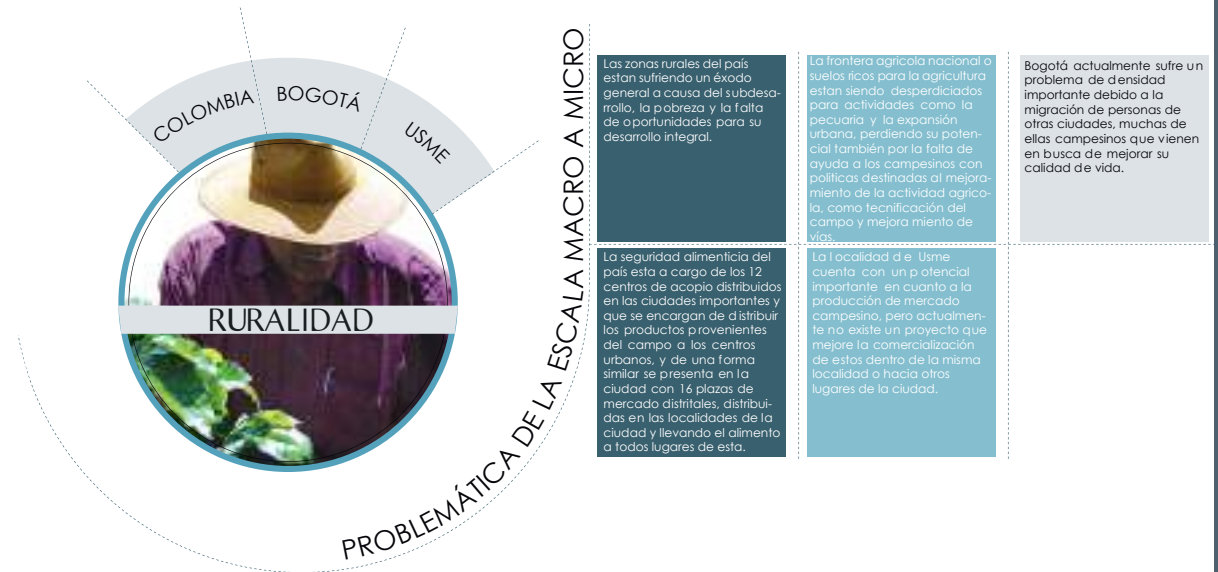 COLOMBIA
BOGOTÁ
USME
RURALIDAD
PROBLEMÁTICA DE LA ESCALA MACRO A MICRO
Las zonas rurales del país
estan sufriendo un éxodo
general a causa del subdesa-
rrollo, la pobreza y la falta
de oportunidades para su
desarrollo integral.
La frontera agricola nacional o
suelos ricos para la agricultura
estan siendo desperdiciados
para actividades como la
pecuaria y la expansión
urbana, perdiendo su poten-
cial también por la falta de
ayuda a los campesinos con
politicas destinadas al mejora-
miento de la actividad agrico-
la, como tecnificación del
campo y mejora miento de
vías.
Bogotá actualmente sufre un
problema de densidad
importante debido a la
migración de personas de
otras ciudades, muchas de
ellas campesinos que vienen
en busca de mejorar su
calidad de vida.
La seguridad alimenticia del
país esta a cargo de los 12
centros de acopio distribuidos
en las ciudades importantes y
que se encargan de distribuir
los productos provenientes
del campo a los centros
urbanos, y de una forma
similar se presenta en la
ciudad con 16 plazas de
mercado distritales, distribui-
das en las localidades de la
ciudad y llevando el alimento
a todos lugares de esta.
La l ocalidad d e Usme
cuenta con un p otencial
importante en cuanto a la
producción de mercado
campesino, pero actualmen-
te no existe un proyecto que
mejore la comercialización
de estos dentro de la misma
localidad o hacia otros
lugares de la ciudad.